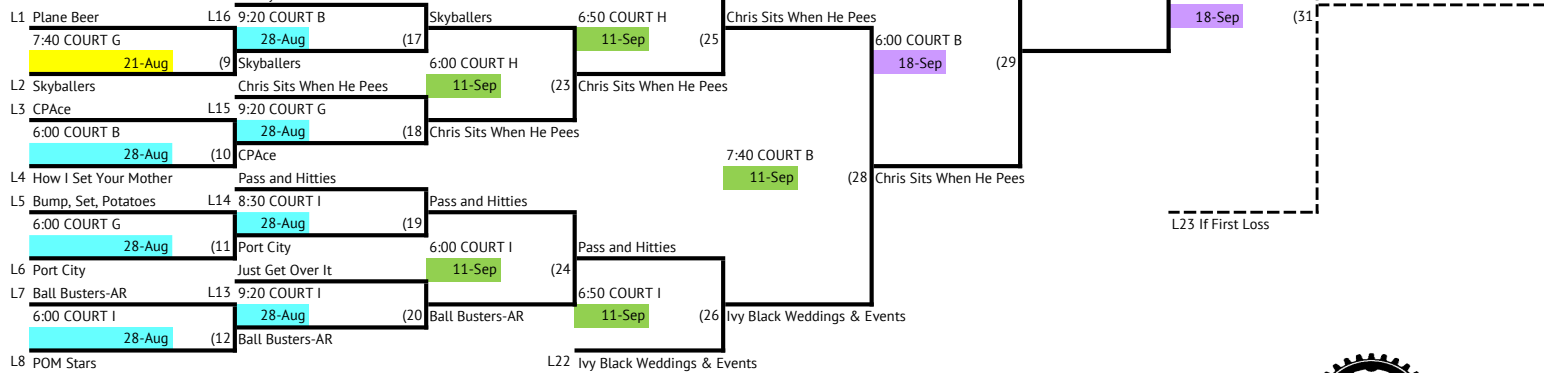 L1 Plane Beer L16 9:20 COURT B Skyballers 6:50 COURT H Chris Sits When He Pees 18-Sep (31
7:40 COURT G 28-Aug (17 11-Sep (25 6:00 COURT B
21-Aug (9 Skyballers 6:00 COURT H 18-Sep (29
L2 Skyballers Chris Sits When He Pees 11-Sep (23 Chris Sits When He Pees
L3 CPAce L15 9:20 COURT G
6:00 COURT B 28-Aug (18 Chris Sits When He Pees
28-Aug (10 CPAce 7:40 COURT B
L4 How I Set Your Mother Pass and Hitties 11-Sep (28 Chris Sits When He Pees
L5 Bump, Set, Potatoes L14 8:30 COURT I Pass and Hitties
6:00 COURT G 28-Aug (19 L23 If First Loss
28-Aug (11 Port City 6:00 COURT I Pass and Hitties
L6 Port City Just Get Over It 11-Sep (24
L7 Ball Busters-AR L13 9:20 COURT I 6:50 COURT I
6:00 COURT I 28-Aug (20 Ball Busters-AR 11-Sep (26 Ivy Black Weddings & Events
28-Aug (12 Ball Busters-AR
L8 POM Stars L22 Ivy Black Weddings & Events